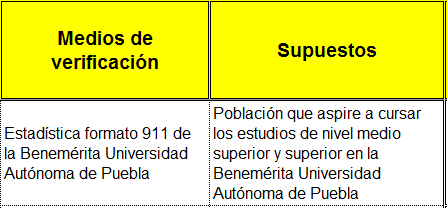 Medios de
verificación
Supuestos
Estadística formato 911 de
la Benemérita Universidad
Autónoma de Puebla
Población que aspire a cursar
los estudios de nivel medio
superior y superior en la
Benemérita Universidad
Autónoma de Puebla